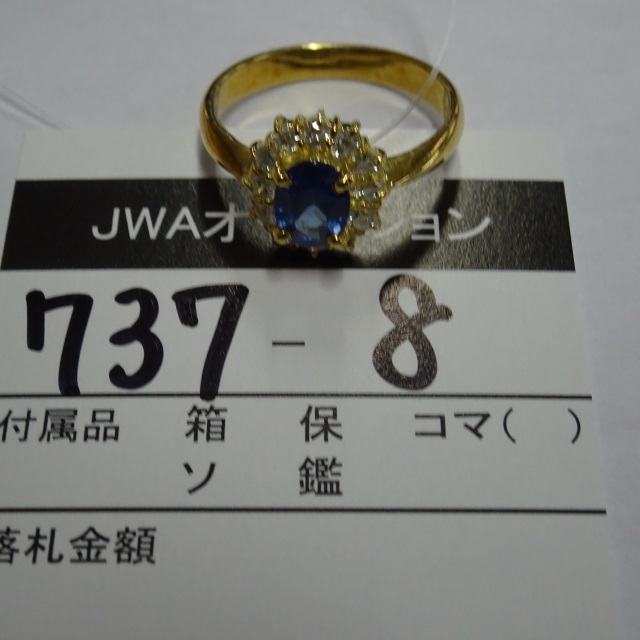 JWAオ ション
737-8
付属品 箱 保 コマ( )
ソ 鑑
落札金額